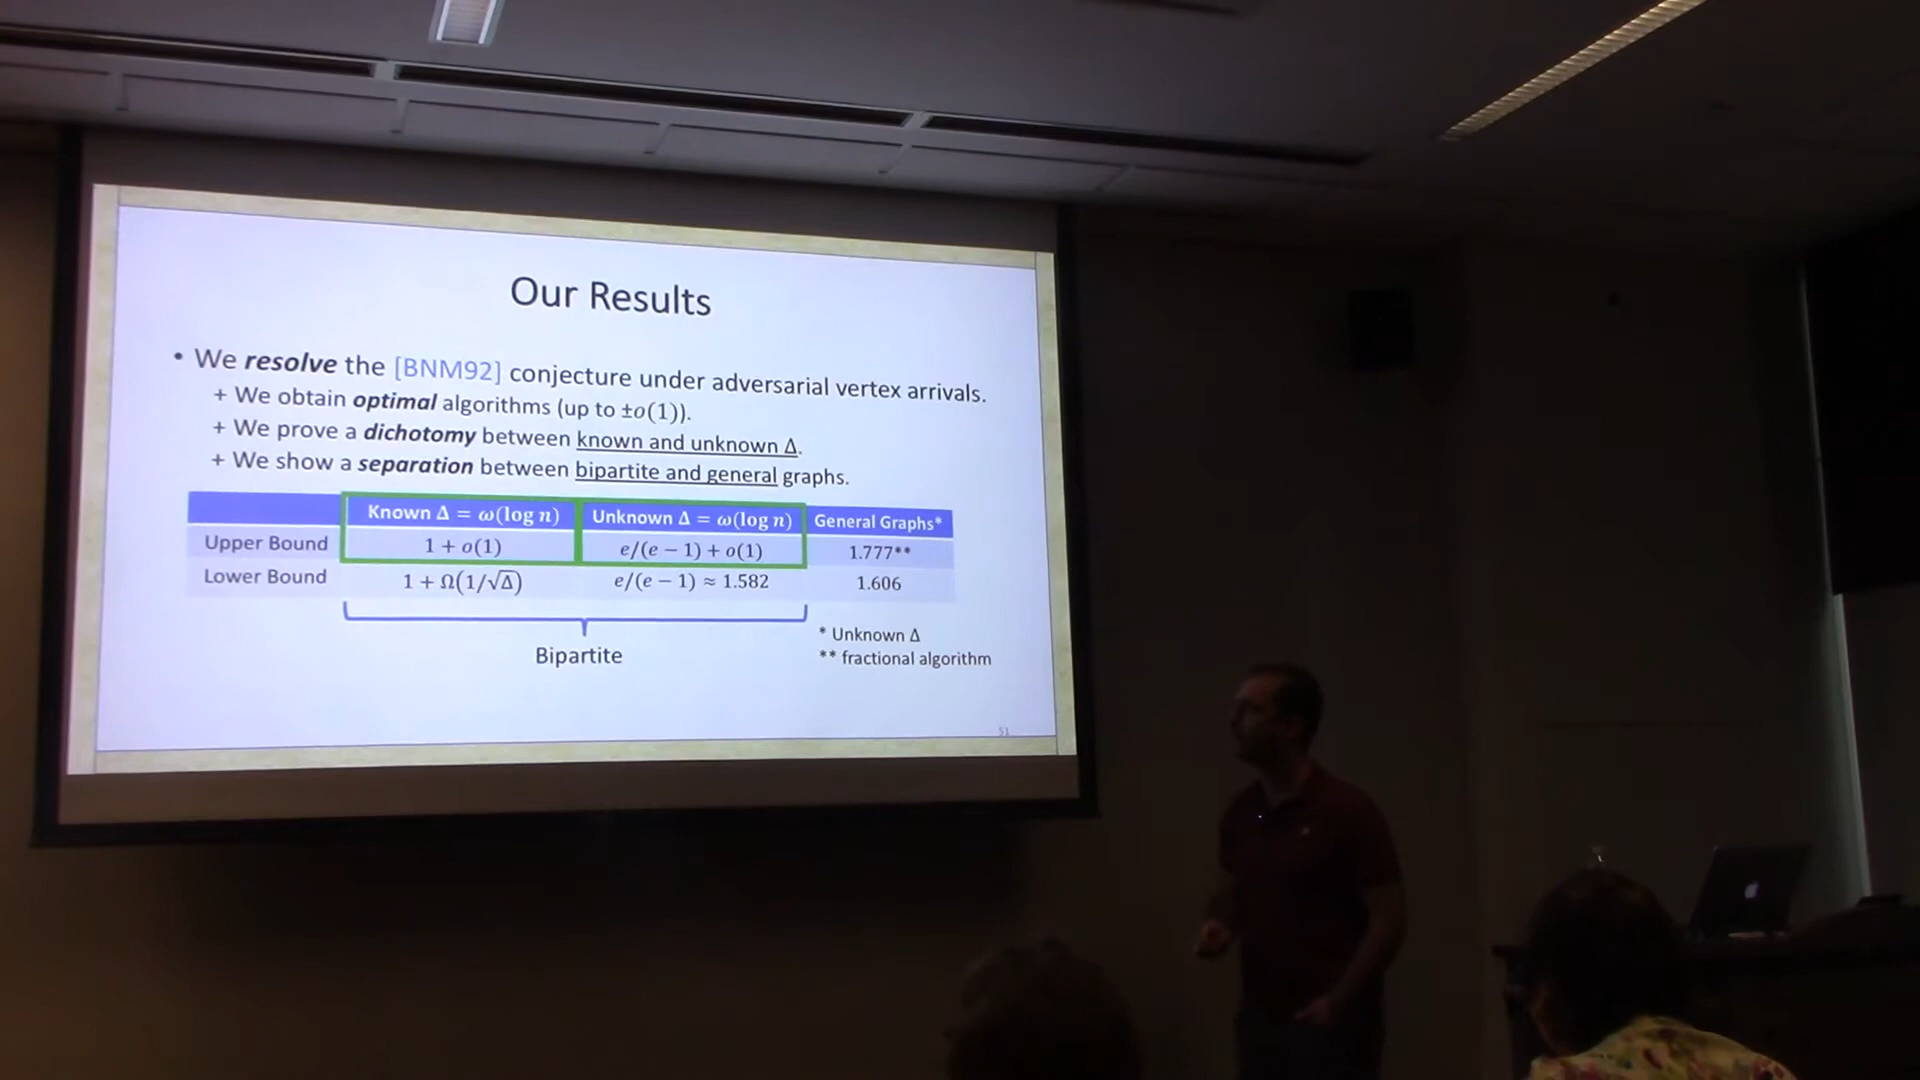 Our Results
• We resolve the [BNM92] conjecture under adversarial vertex arrivals.
+ We obtain optimal algorithms (up to ±o(1)).
+ We prove a dichotomy between known and unknown Δ.
+ We show a separation between bipartite and general graphs.
Known Δ = ω(log n) Unknown Δ = ω(log n) General Graphs*
Upper Bound 1 + o(1) e/(e − 1) + o(1) 1.777**
Lower Bound 1 + Ω(1/√Δ) e/(e − 1) ≈ 1.582 1.606
Bipartite
* Unknown Δ
** fractional algorithm
51